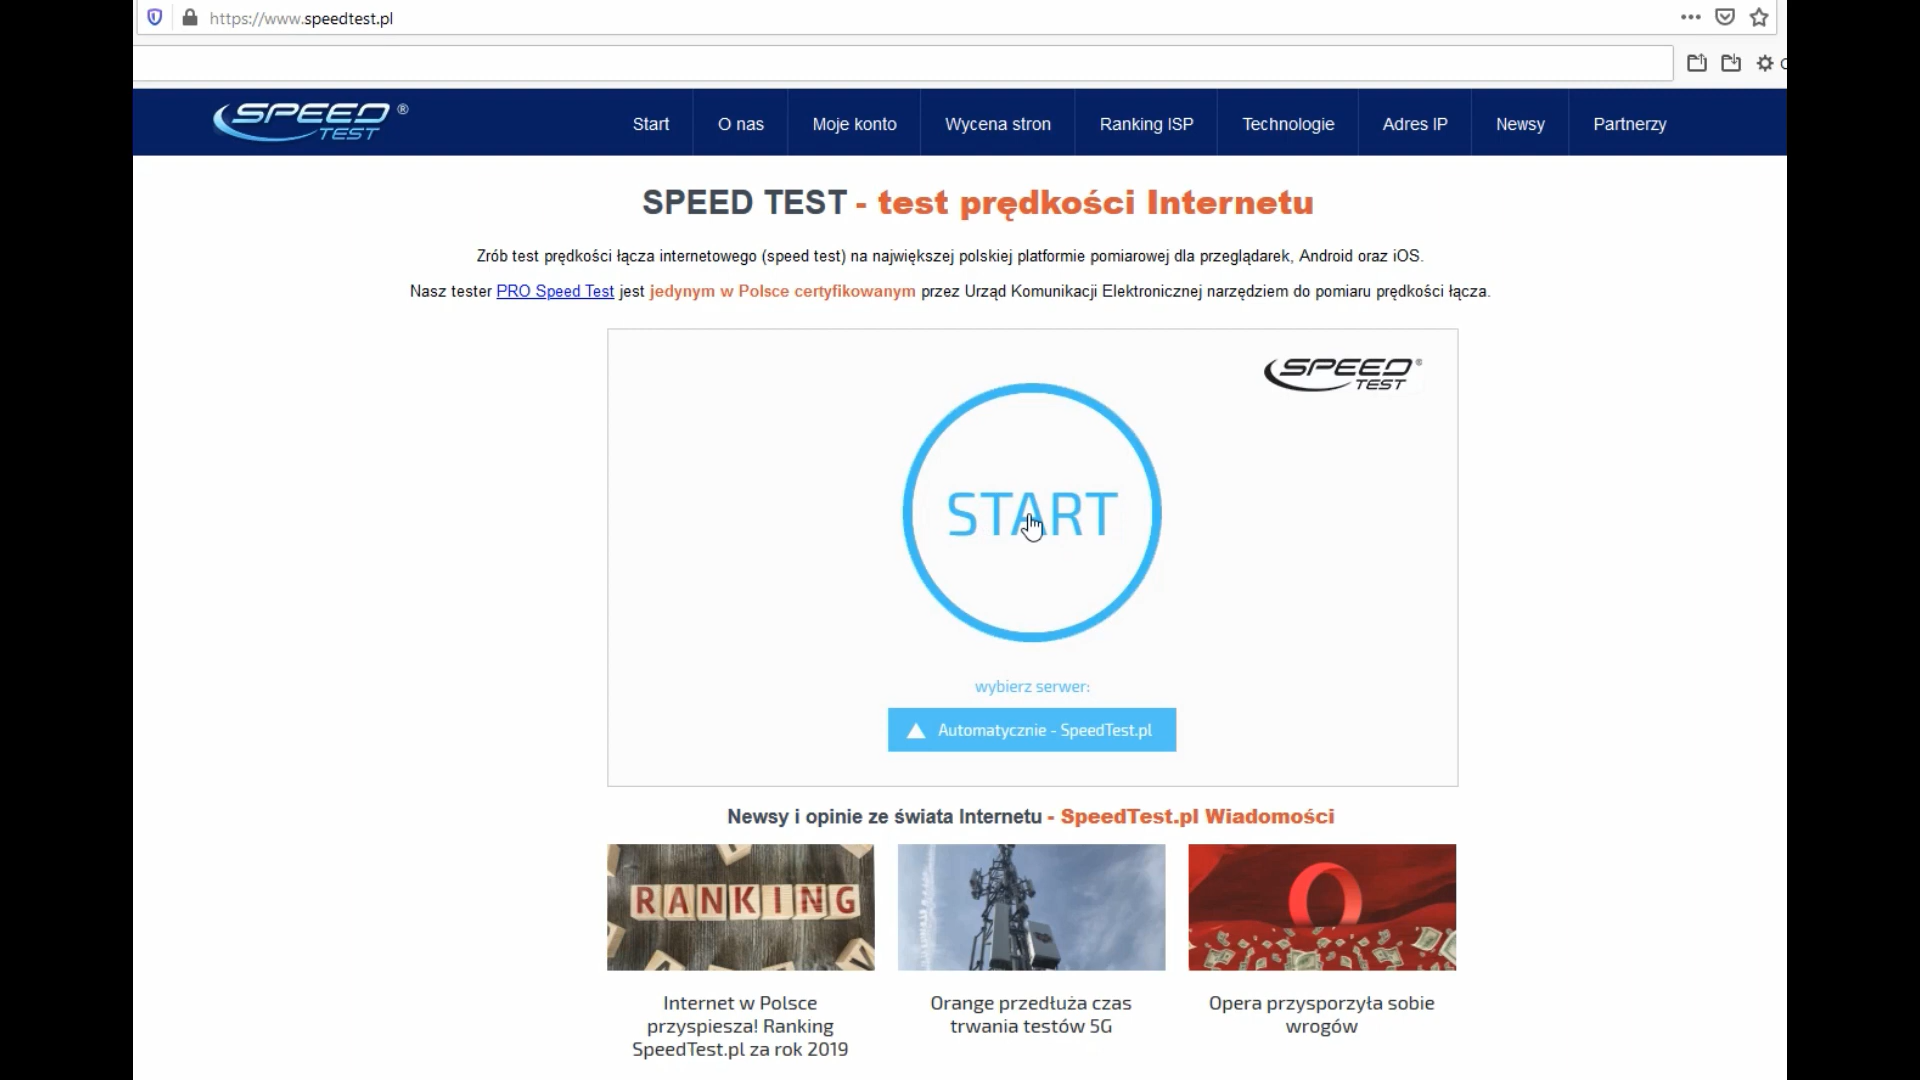 https://www.speedtest.pl
SPEED TEST ®
Start O nas Moje konto Wycena stron Ranking ISP Technologie Adres IP Newsy Partnerzy
SPEED TEST - test prędkości Internetu
Zrób test prędkości łącza internetowego (speed test) na największej polskiej platformie pomiarowej dla przeglądarek, Android oraz iOS.
Nasz tester PRO Speed Test jest jedynym w Polsce certyfikowanym przez Urząd Komunikacji Elektronicznej narzędziem do pomiaru prędkości łącza.
SPEED TEST ®
START
wybierz serwer:
Automatycznie - SpeedTest.pl
Newsy i opinie ze świata Internetu - SpeedTest.pl Wiadomości
RANKING
Internet w Polsce
przyspiesza! Ranking
SpeedTest.pl za rok 2019
Orange przedłuża czas
trwania testów 5G
Opera przysporzyła sobie
wrogów